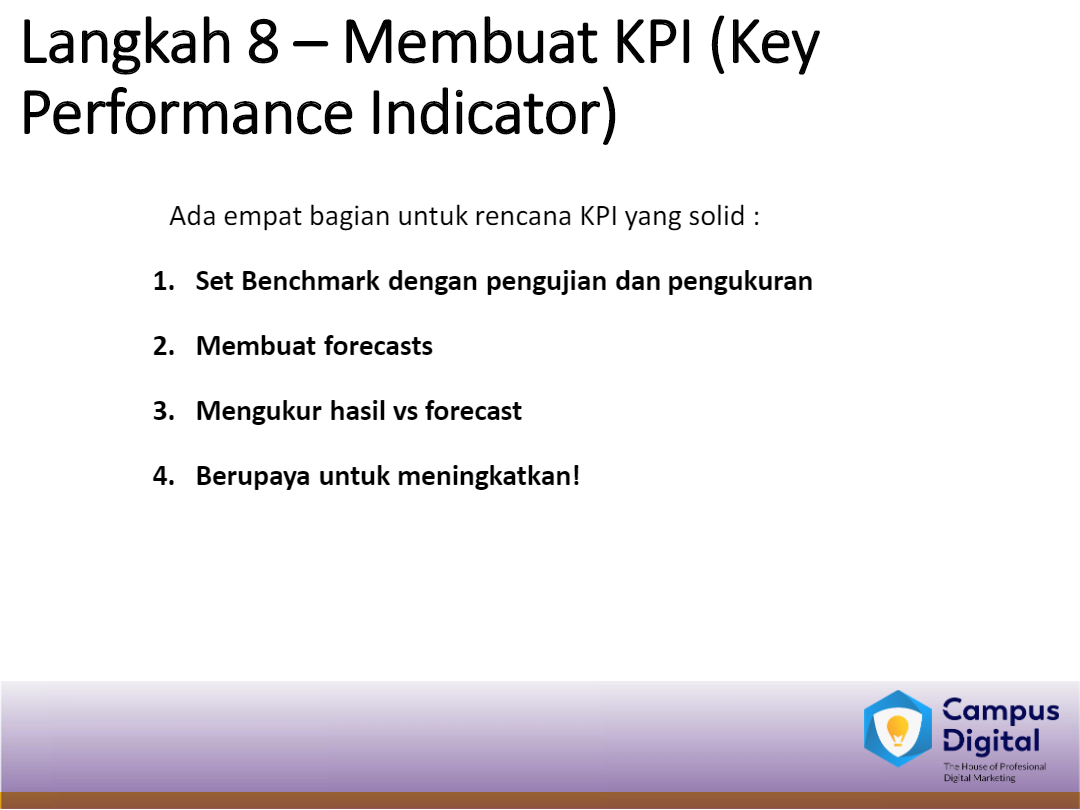 Langkah 8 – Membuat KPI (Key
Performance Indicator)
Ada empat bagian untuk rencana KPI yang solid :
1. Set Benchmark dengan pengujian dan pengukuran
2. Membuat forecasts
3. Mengukur hasil vs forecast
4. Berupaya untuk meningkatkan!
Campus
Digital
The House of Profesional
Digital Marketing